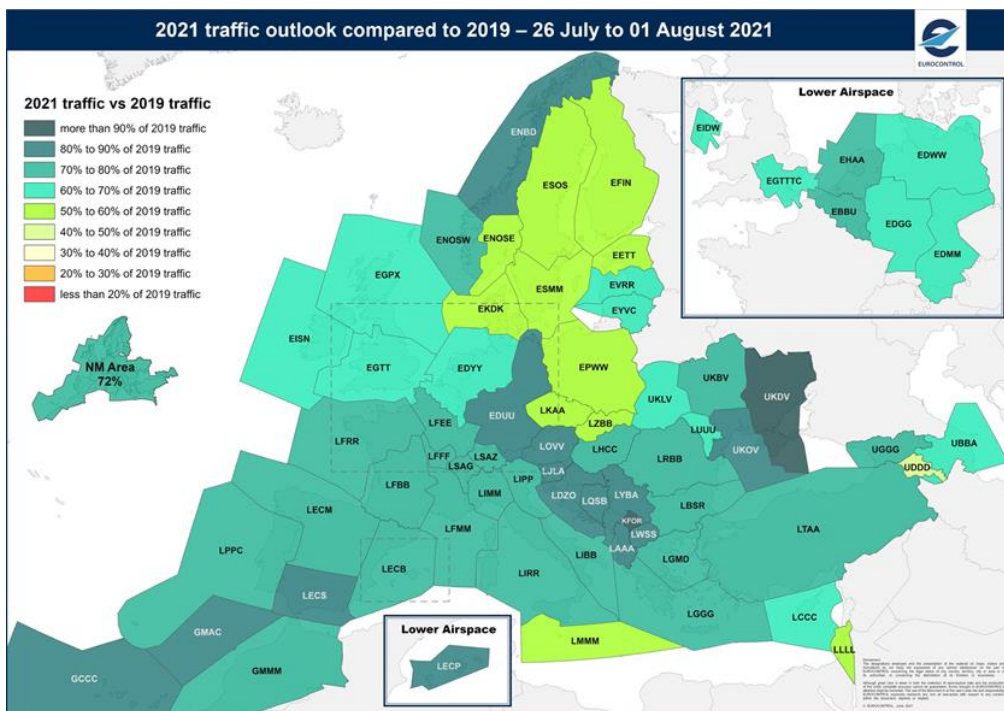 2021 traffic outlook compared to 2019 – 26 July to 01 August 2021
EUROCONTROL
2021 traffic vs 2019 traffic
more than 90% of 2019 traffic
80% to 90% of 2019 traffic
70% to 80% of 2019 traffic
60% to 70% of 2019 traffic
50% to 60% of 2019 traffic
40% to 50% of 2019 traffic
30% to 40% of 2019 traffic
20% to 30% of 2019 traffic
less than 20% of 2019 traffic
NM Area
72%
Lower Airspace
EIDW
EGTTTC
EHAA
EDWW
EBBU
EDGG
EDMM
ENBD
ESOS
EFIN
ENOSW
ENOSE
EETT
EGPX
ESMM
EVRR
EKDK
EYVC
EISN
EGTT
EDYY
EPWW
UKBV
UKDV
UKLV
EDUU
LKAA
LZBB
LFEE
LUUU
UKOV
LFRR
LOVV
LHCC
UGGG
UBBA
LFFF
LSAZ
LSAG
LJLA
LRBB
UDDD
LFBB
LIPP
LIMM
LDZO
LQSB
LYBA
LECM
LFMM
KFOR
LWSS
LBSR
LTAA
LPPC
LIBB
LAAA
LGMD
LECB
LIRR
LECS
LGGG
LCCC
GMAC
LMMM
LLLL
GCCC
GMMM
Lower Airspace
LECP